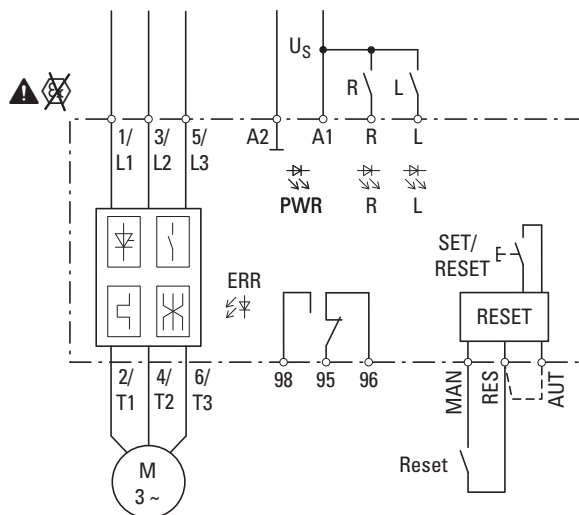 U_S
R L
1/ 3/ 5/ A2 A1 R L
L1 L2 L3
PWR R L
SET/
RESET
ERR
RESET
2/ 4/ 6/ 98 95 96
T1 T2 T3
MAN RES AUT
M
3 ~
Reset